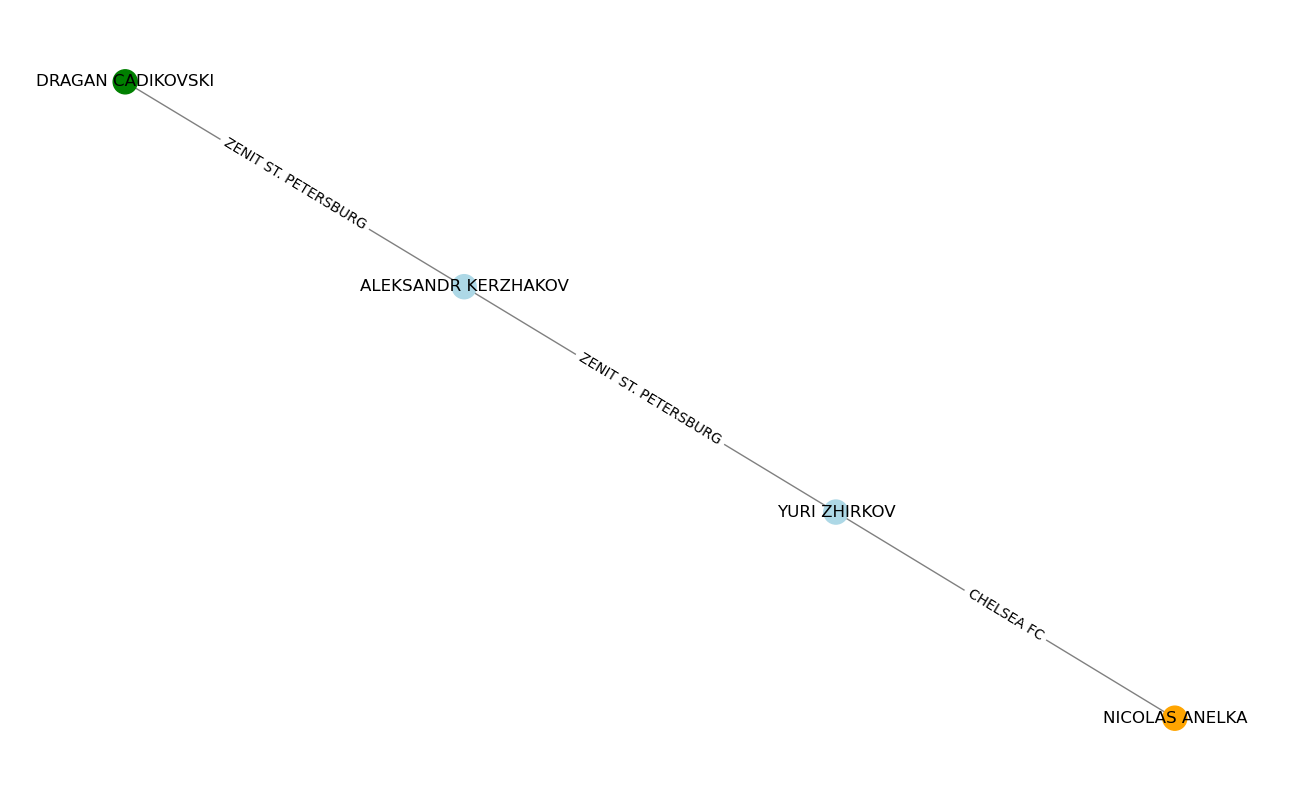 DRAGAN CADIKOVSKI
ZENIT ST. PETERSBURG
ALEKSANDR KERZHAKOV
ZENIT ST. PETERSBURG
YURI ZHIRKOV
CHELSEA FC
NICOLAS ANELKA